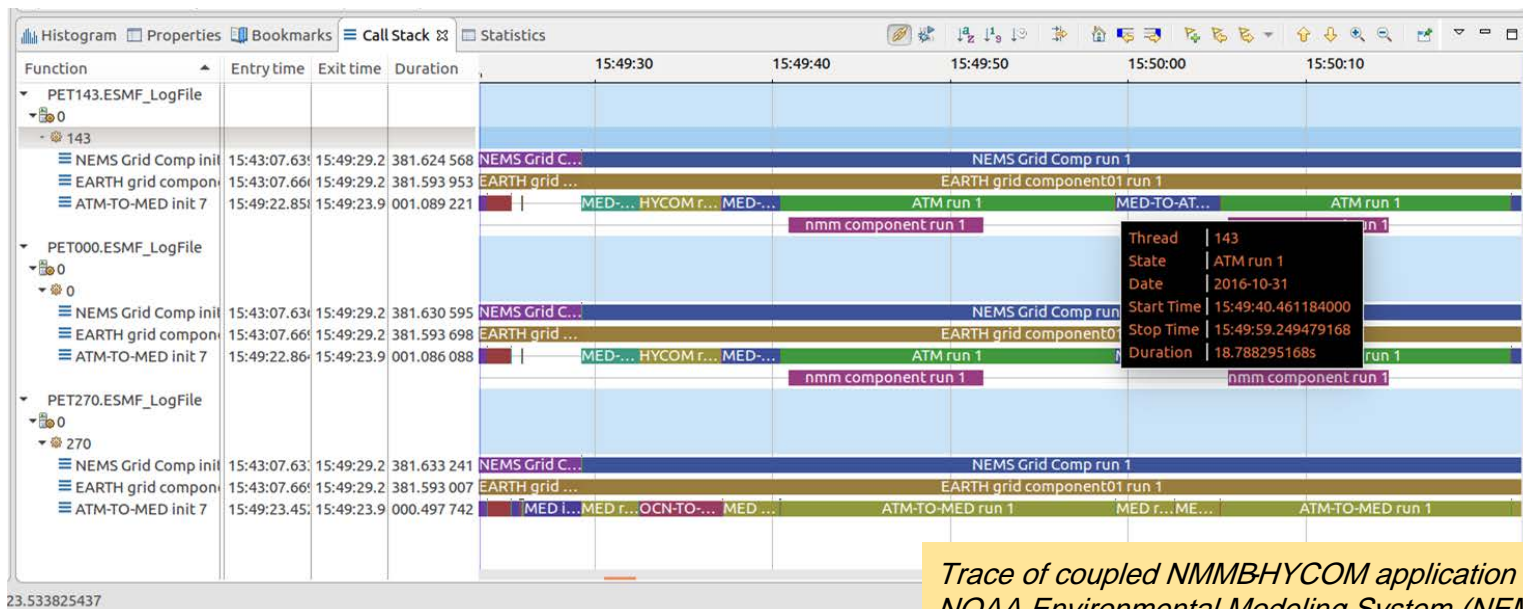 Histogram Properties Bookmarks Call Stack Statistics
Function Entry time Exit time Duration 15:49:30 15:49:40 15:49:50 15:50:00 15:50:10
PET143.ESMF_LogFile
0
143
NEMS Grid Comp init 15:43:07.639 15:49:29.2 381.624 568 NEMS Grid C... NEMS Grid Comp run 1
EARTH grid compon 15:43:07.666 15:49:29.2 381.593 953 EARTH grid ... EARTH grid component01 run 1
ATM-TO-MED init 7 15:49:22.858 15:49:23.9 001.089 221 MED-... HYCOM r... MED-... ATM run 1 MED-TO-AT... ATM run 1
nmm component run 1 un 1
PET000.ESMF_LogFile
0
0
NEMS Grid Comp init 15:43:07.630 15:49:29.2 381.630 595 NEMS Grid C... NEMS Grid Comp run
EARTH grid compon 15:43:07.669 15:49:29.2 381.593 698 EARTH grid ... EARTH grid component01
ATM-TO-MED init 7 15:49:22.864 15:49:23.9 001.086 088 MED-... HYCOM r... MED-... ATM run 1 run 1
nmm component run 1 nmm component run 1
Thread 143
State ATM run 1
Date 2016-10-31
Start Time 15:49:40.461184000
Stop Time 15:49:59.249479168
Duration 18.788295168s
PET270.ESMF_LogFile
0
270
NEMS Grid Comp init 15:43:07.63 15:49:29.2 381.633 241 NEMS Grid C... NEMS Grid Comp run 1
EARTH grid compon 15:43:07.669 15:49:29.2 381.593 007 EARTH grid ... EARTH grid component01 run 1
ATM-TO-MED init 7 15:49:23.452 15:49:23.9 000.497 742 MED i... MED r... OCN-TO-... MED ... ATM-TO-MED run 1 MED r... ME... ATM-TO-MED run 1
23.533825437
Trace of coupled NMMB-HYCOM application
NOAA Environmental Modeling System (NEM